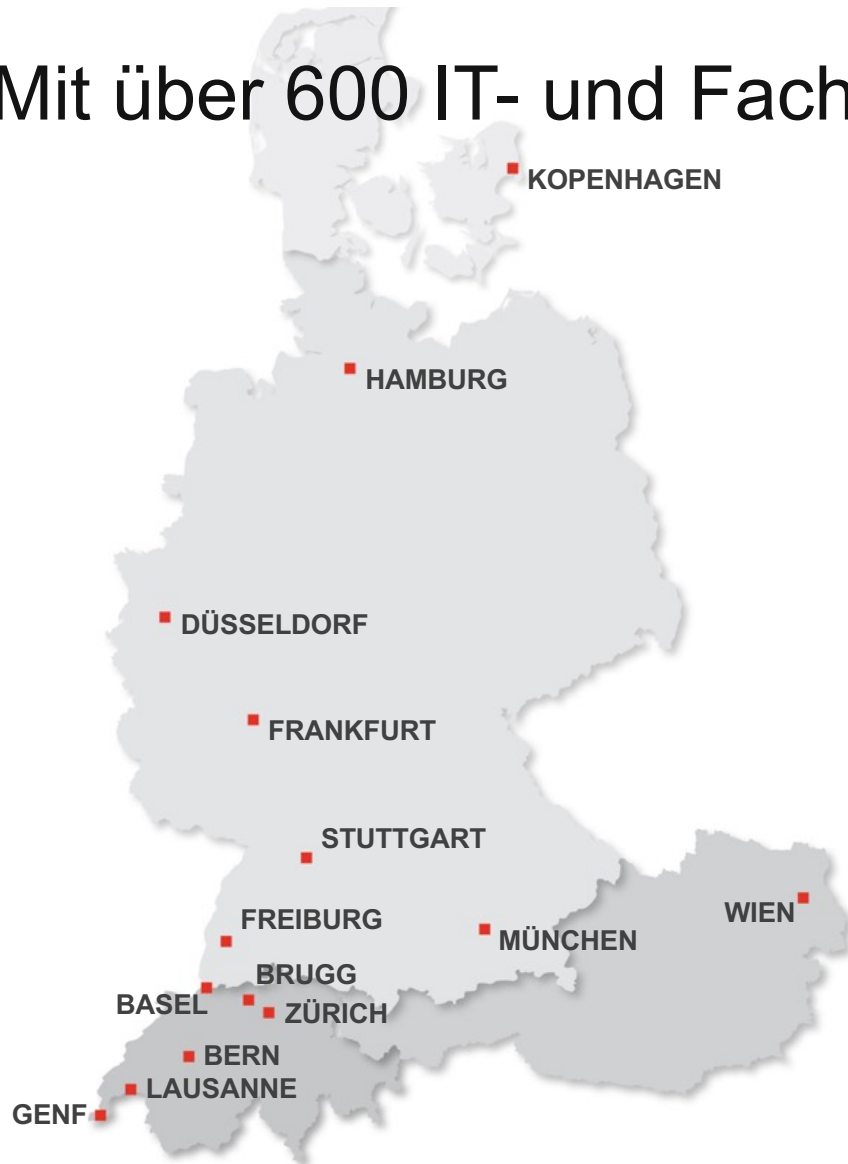 Mit über 600 IT- und Fach
KOPENHAGEN
HAMBURG
DÜSSELDORF
FRANKFURT
STUTTGART
FREIBURG
WIEN
MÜNCHEN
BRUGG
BASEL
ZÜRICH
BERN
LAUSANNE
GENF